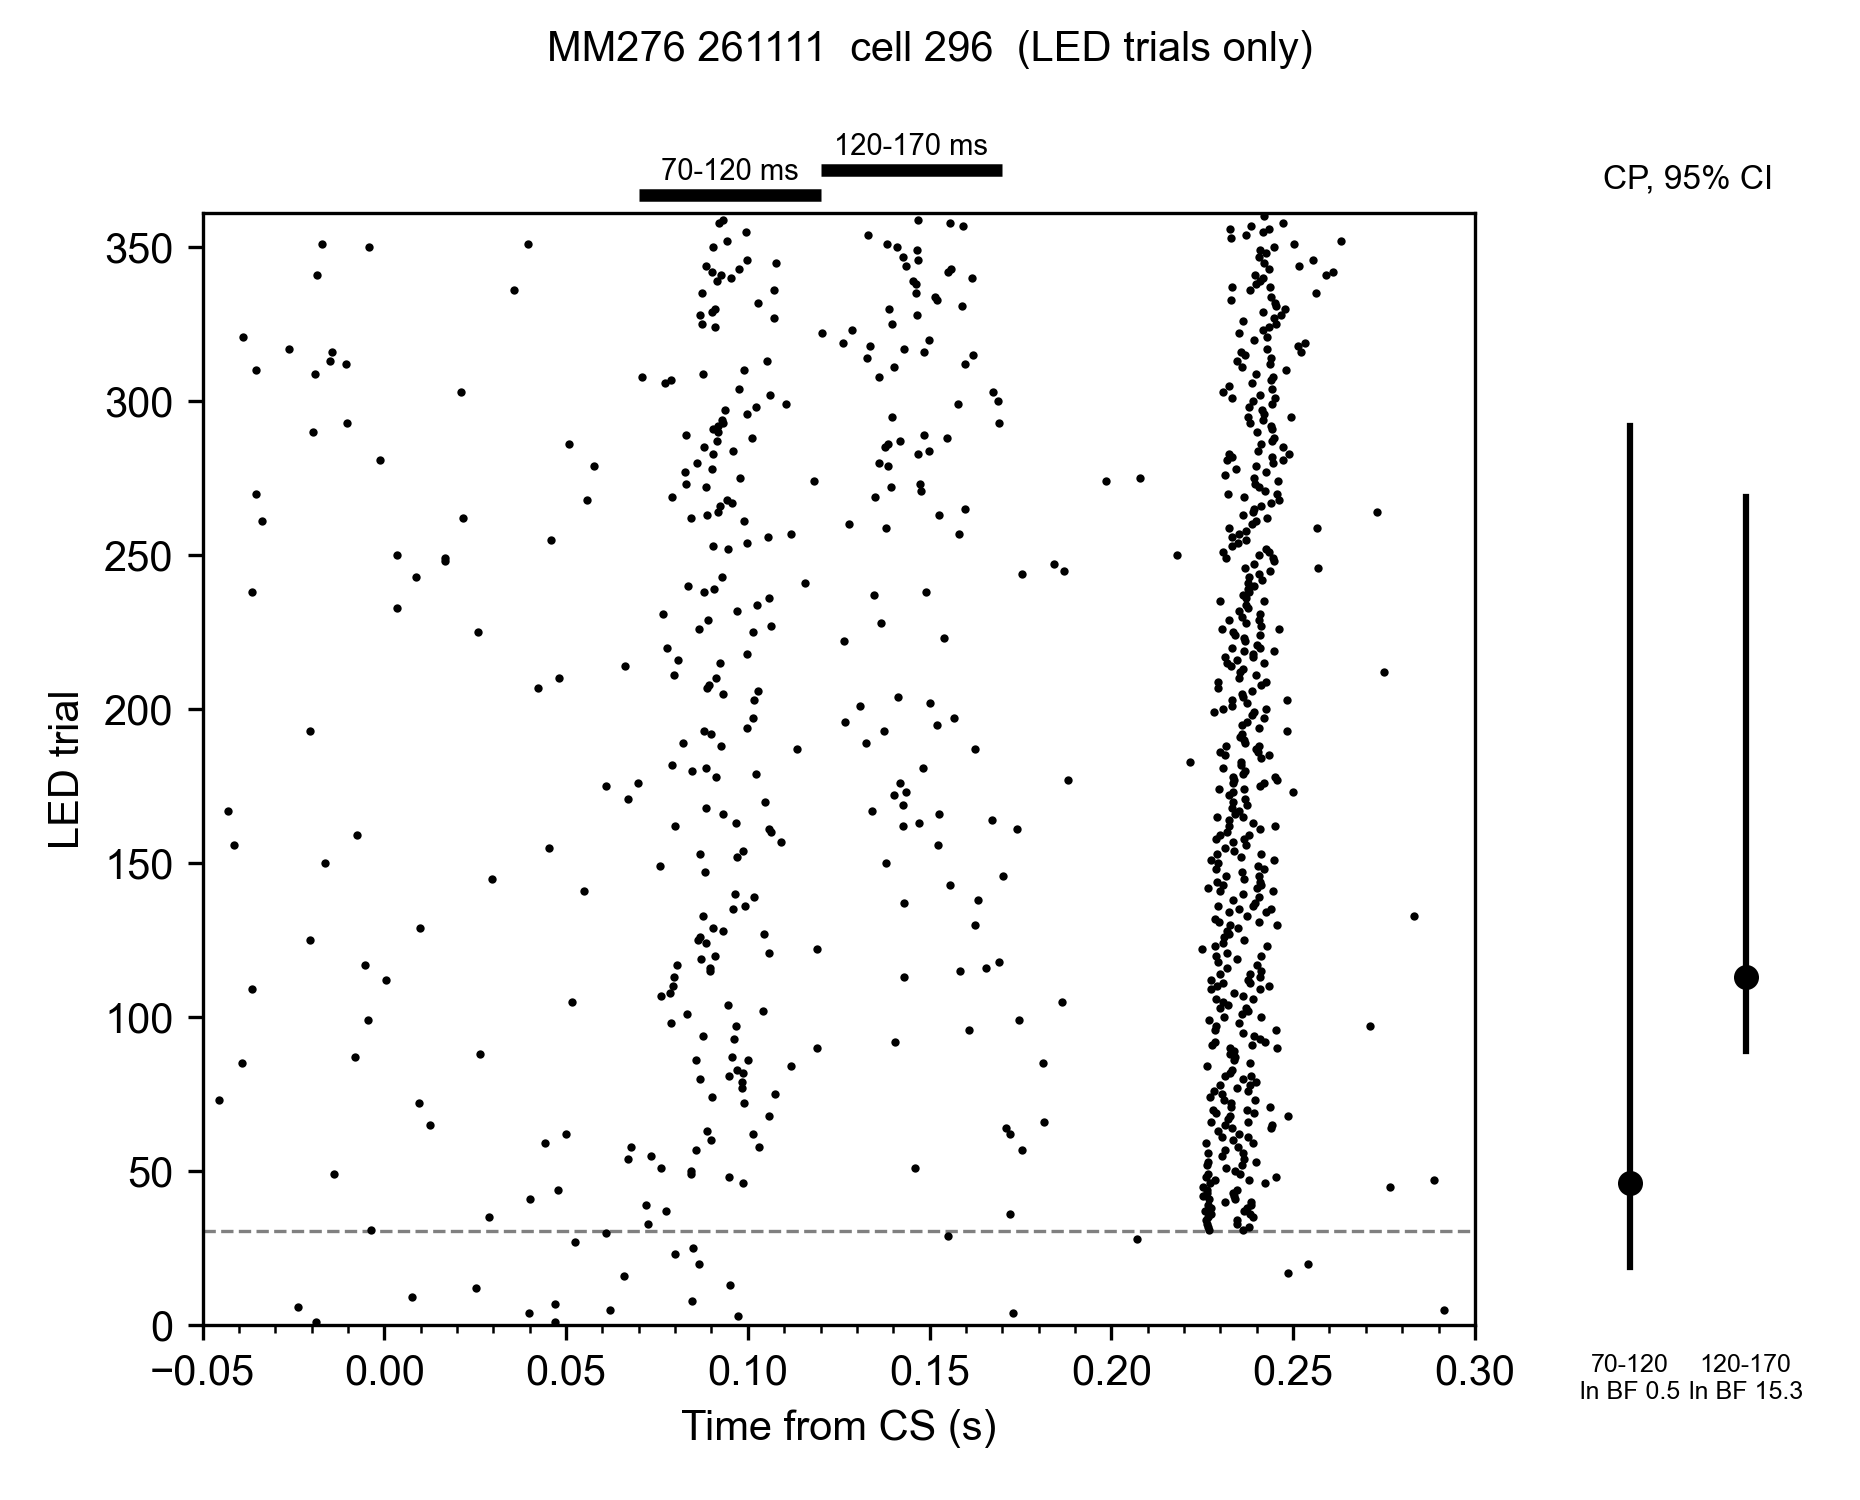 MM276 261111  cell 296  (LED trials only)
120-170 ms
70-120 ms
CP, 95% CI
350
300
250
200
150
100
50
0
LED trial
−0.05 0.00 0.05 0.10 0.15 0.20 0.25 0.30
Time from CS (s)
70-120 120-170
ln BF 0.5 ln BF 15.3